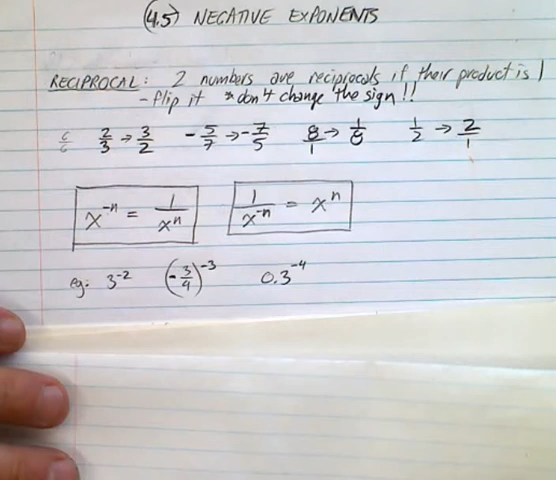 4.5) NEGATIVE EXPONENTS
RECIPROCAL: 2 numbers are reciprocals if their product is 1
- flip it *don't change the sign!!
2/3 → 3/2 -5/7 → -7/5 8/1 → 1/8 1/2 → 2/1
x^-n = 1/x^n 1/x^-n = x^n
eg: 3^-2 (-3/4)^-3 0.3^-4